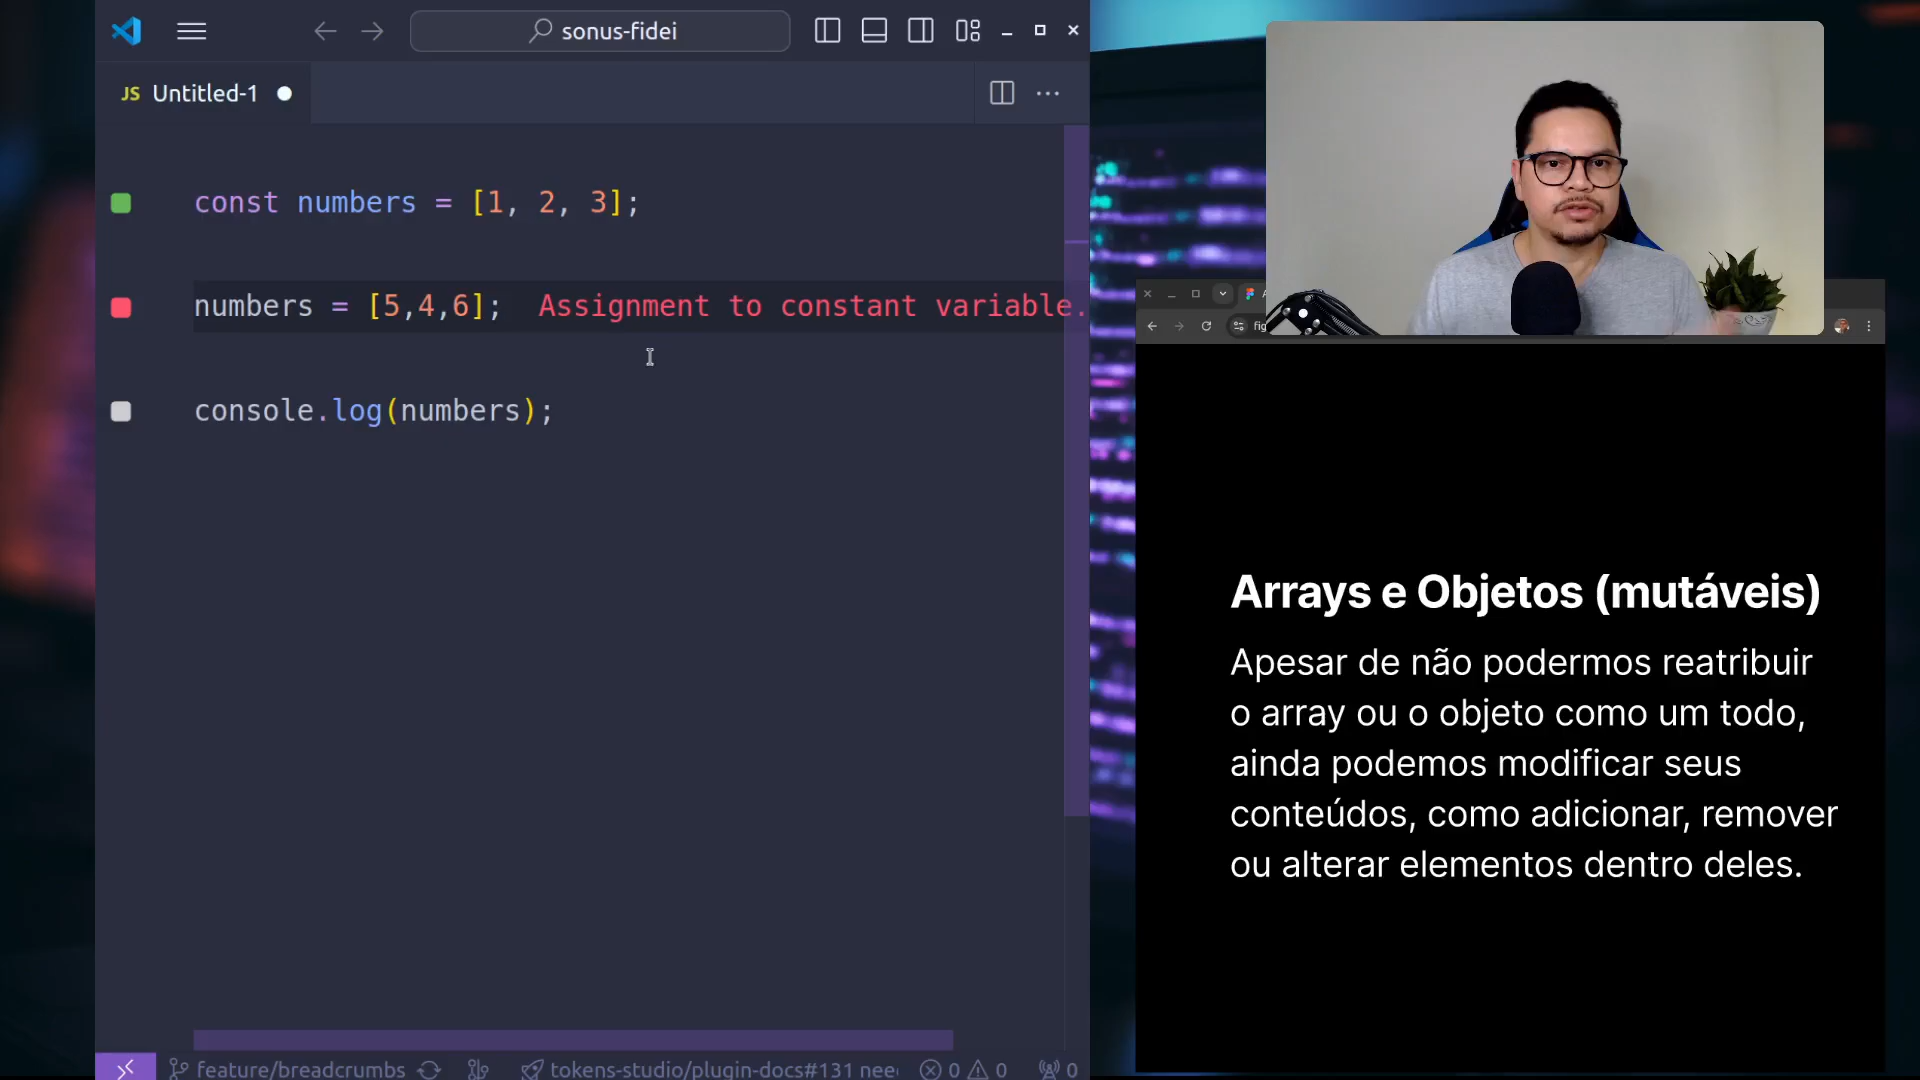 sonus-fidei
JS Untitled-1
const numbers = [1, 2, 3];
numbers = [5,4,6]; Assignment to constant variable.
console.log(numbers);
feature/breadcrumbs
tokens-studio/plugin-docs#131
0 0
0
Arrays e Objetos (mutáveis)
Apesar de não podermos reatribuir
o array ou o objeto como um todo,
ainda podemos modificar seus
conteúdos, como adicionar, remover
ou alterar elementos dentro deles.